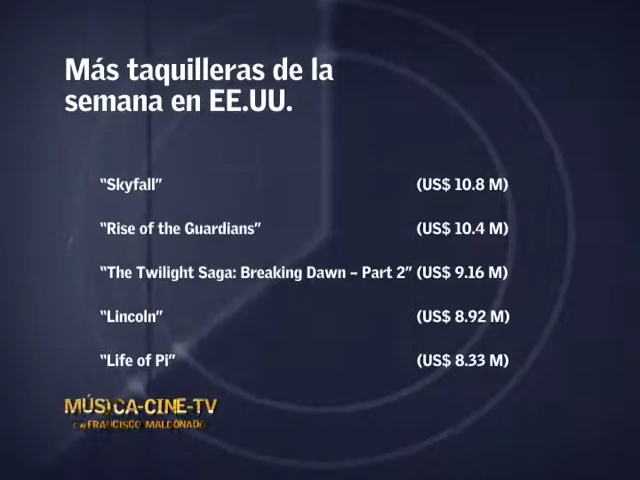 Más taquilleras de la
semana en EE.UU.
“Skyfall” (US$ 10.8 M)
“Rise of the Guardians” (US$ 10.4 M)
“The Twilight Saga: Breaking Dawn – Part 2” (US$ 9.16 M)
“Lincoln” (US$ 8.92 M)
“Life of Pi” (US$ 8.33 M)
MÚSICA-CINE-TV
CON FRANCISCO MALDONADO